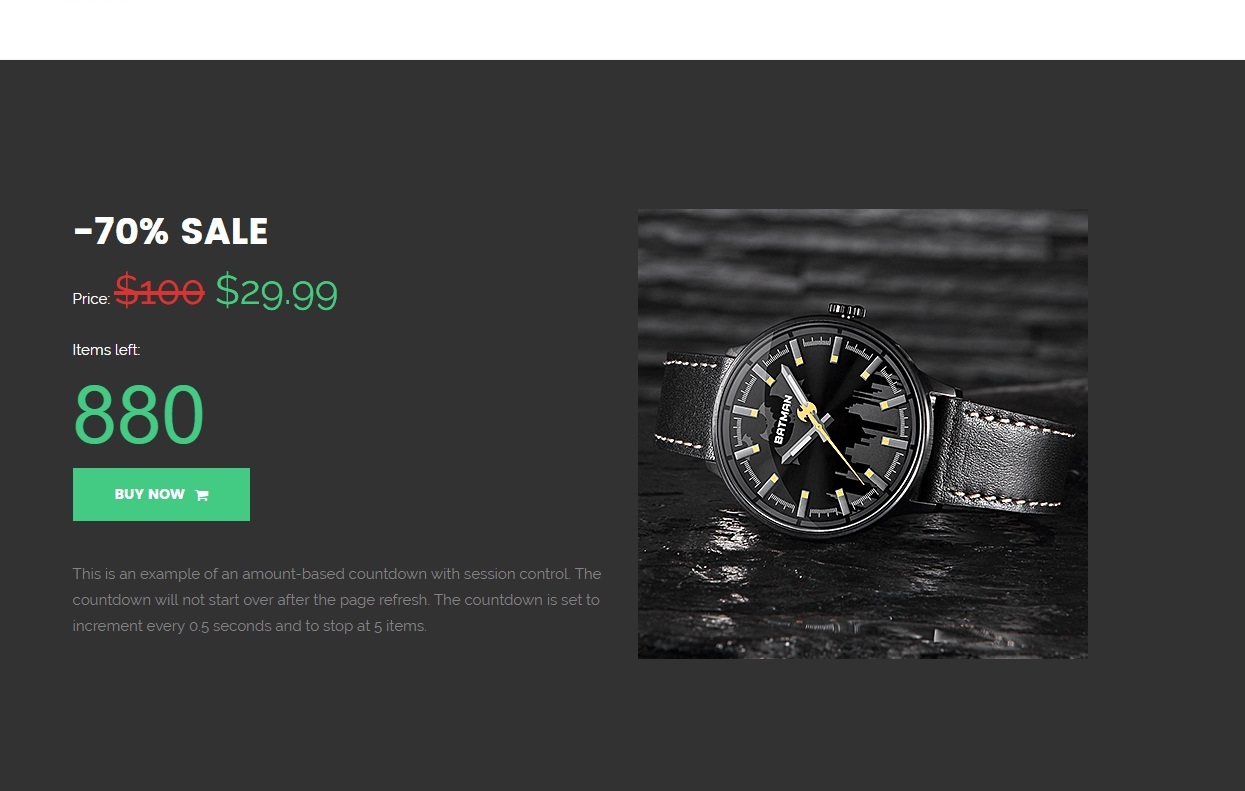 -70% SALE
Price: $100 $29.99
Items left:
880
BUY NOW
This is an example of an amount-based countdown with session control. The
countdown will not start over after the page refresh. The countdown is set to
increment every 0.5 seconds and to stop at 5 items.
BATMAN